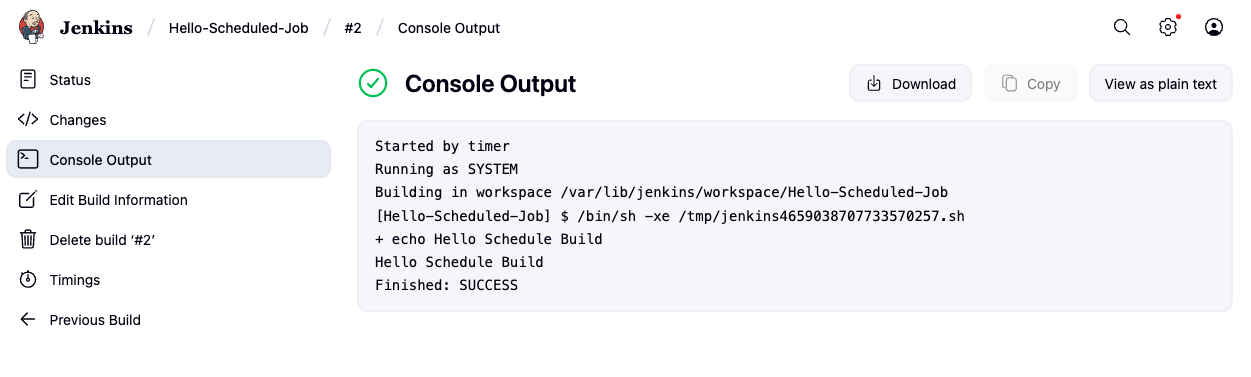 Jenkins / Hello-Scheduled-Job / #2 / Console Output
Status
Changes
Console Output
Edit Build Information
Delete build ‘#2’
Timings
Previous Build
Console Output
Download
Copy
View as plain text
Started by timer
Running as SYSTEM
Building in workspace /var/lib/jenkins/workspace/Hello-Scheduled-Job
[Hello-Scheduled-Job] $ /bin/sh -xe /tmp/jenkins4659038707733570257.sh
+ echo Hello Schedule Build
Hello Schedule Build
Finished: SUCCESS